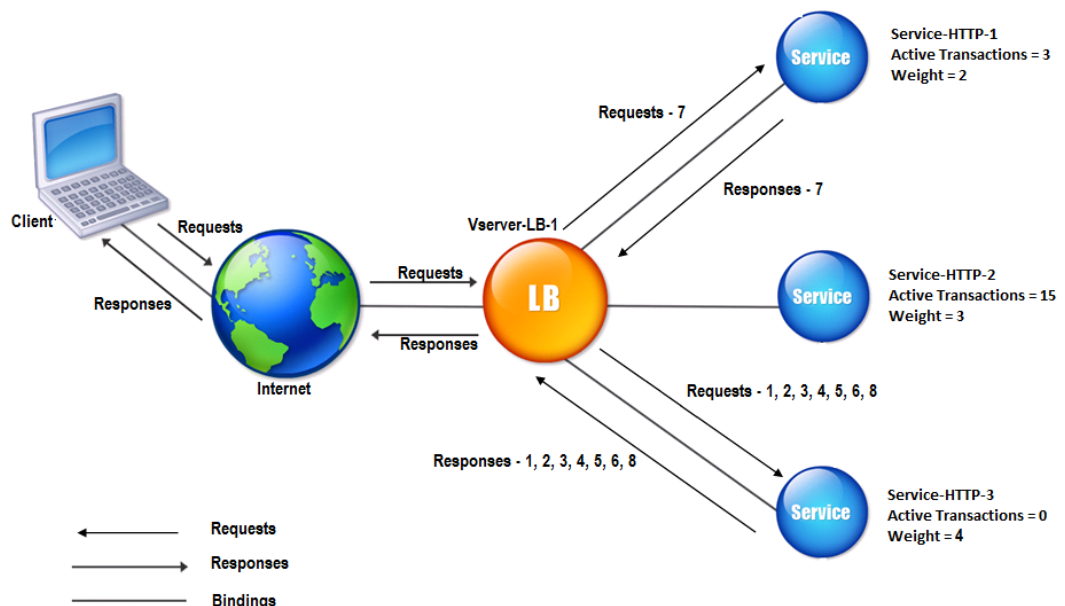 Service-HTTP-1
Active Transactions = 3
Weight = 2
Service
Requests - 7
Responses - 7
Client
Requests
Responses
Internet
Requests
Responses
Vserver-LB-1
LB
Service
Service-HTTP-2
Active Transactions = 15
Weight = 3
Requests - 1, 2, 3, 4, 5, 6, 8
Responses - 1, 2, 3, 4, 5, 6, 8
Service
Service-HTTP-3
Active Transactions = 0
Weight = 4
Requests
Responses
Bindings